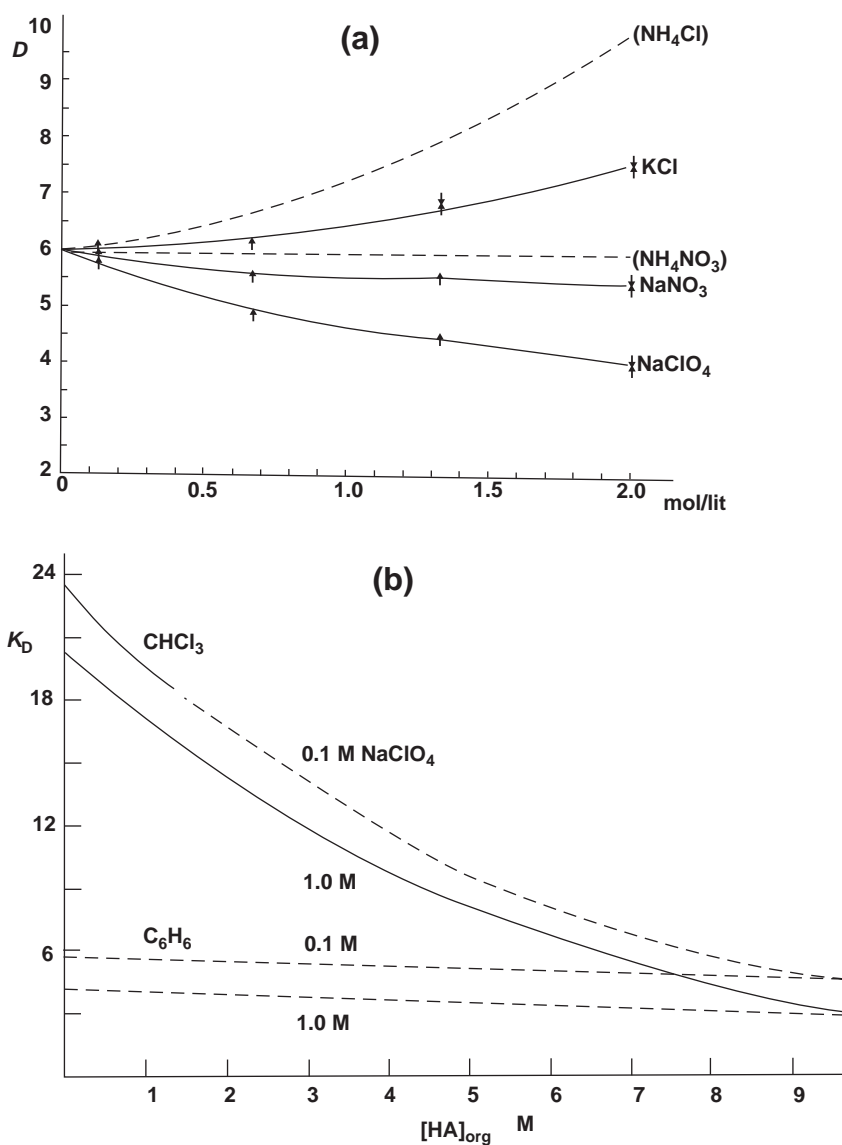 (a)
D
10
9
8
7
6
5
4
3
2
(NH₄Cl)
KCl
(NH₄NO₃)
NaNO₃
NaClO₄
0
0.5
1.0
1.5
2.0
mol/lit
(b)
K_D
24
18
12
6
CHCl₃
0.1 M NaClO₄
1.0 M
C₆H₆
0.1 M
1.0 M
1 2 3 4 5 6 7 8 9
[HA]org M